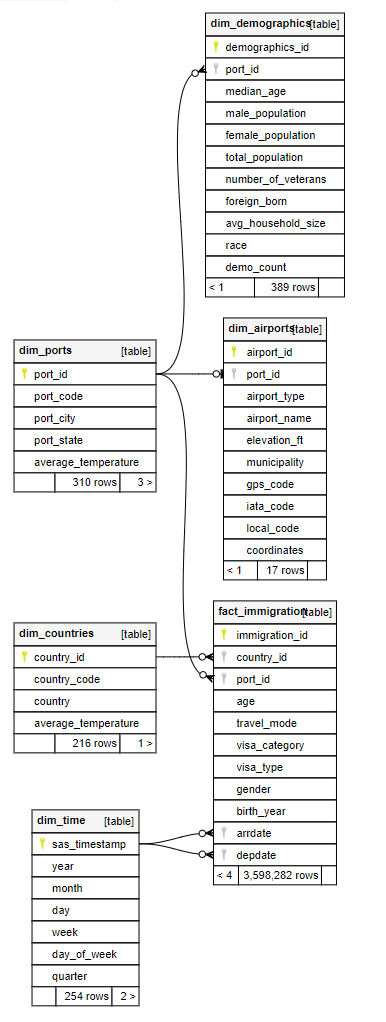 dim_demographics [table]
demographics_id
port_id
median_age
male_population
female_population
total_population
number_of_veterans
foreign_born
avg_household_size
race
demo_count
< 1 389 rows
dim_airports [table]
airport_id
port_id
airport_type
airport_name
elevation_ft
municipality
gps_code
iata_code
local_code
coordinates
< 1 17 rows
dim_ports [table]
port_id
port_code
port_city
port_state
average_temperature
310 rows 3 >
fact_immigration [table]
immigration_id
country_id
port_id
age
travel_mode
visa_category
visa_type
gender
birth_year
arrdate
depdate
< 4 3,598,282 rows
dim_countries [table]
country_id
country_code
country
average_temperature
216 rows 1 >
dim_time [table]
sas_timestamp
year
month
day
week
day_of_week
quarter
254 rows 2 >